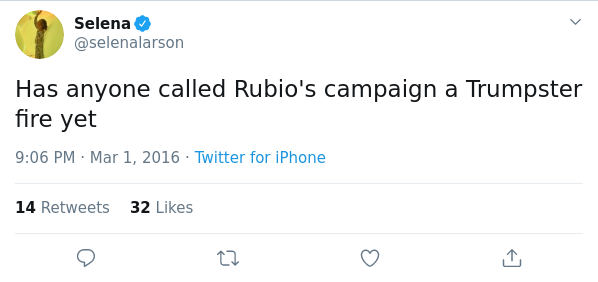 Selena
@selenalarson
Has anyone called Rubio's campaign a Trumpster
fire yet
9:06 PM · Mar 1, 2016 · Twitter for iPhone
14 Retweets 32 Likes